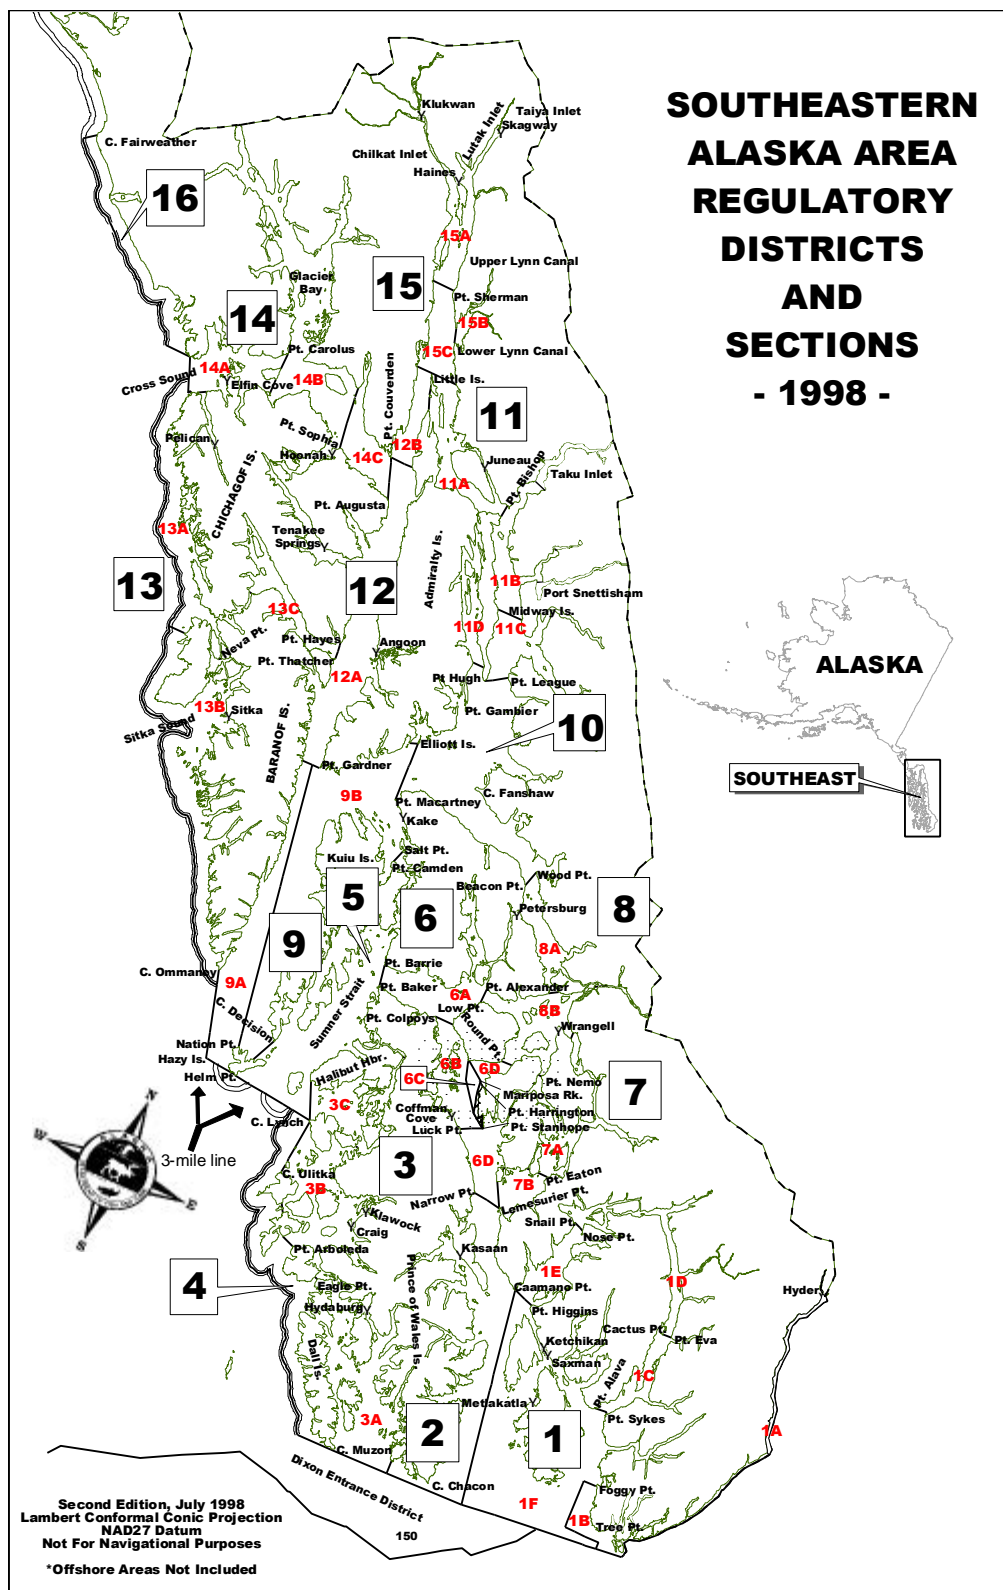 SOUTHEASTERN
ALASKA AREA
REGULATORY
DISTRICTS
AND
SECTIONS
- 1998 -
Klukwan
Taiya Inlet
Skagway
Lutak Inlet
C. Fairweather
Chilkat Inlet
Haines
16
15A
Upper Lynn Canal
Glacier
Bay
15
Pt. Sherman
14
15B
Pt. Carolus
15C
Lower Lynn Canal
Cross Sound
14A
Elfin Cove
14B
Little Is.
Pt. Couverden
11
Pelican
Pt. Sophia
Hoonah
14C
12B
Juneau
Pt. Bishop
Taku Inlet
11A
CHICHAGOF IS.
Pt. Augusta
13A
Tenakee
Springs
Admiralty Is.
13
12
11B
Port Snettisham
13C
Midway Is.
11D
11C
Neva Pt.
Pt. Hayes
Angoon
Pt. Thatcher
12A
Pt Hugh
Pt. League
ALASKA
13B
Sitka
Sitka Sound
BARANOF IS.
Pt. Gambier
10
Elliott Is.
Pt. Gardner
SOUTHEAST
9B
C. Fanshaw
Pt. Macartney
Kake
Kuiu Is.
Salt Pt.
Pt. Camden
Wood Pt.
Beacon Pt.
5
6
Petersburg
8
9
8A
Pt. Barrie
C. Ommaney
9A
Pt. Baker
6A
Pt. Alexander
Sumner Strait
C. Decision
Low Pt.
8B
Pt. Colpoys
Round Pt.
Wrangell
Nation Pt.
Hazy Is.
Helm Pt.
Halibut Hbr.
6B
6D
6C
Pt. Nemo
7
Mariposa Rk.
3C
Coffman
Cove
Pt. Harrington
C. Lynch
Luck Pt.
Pt. Stanhope
N
W
E
S
3-mile line
3
6D
7A
C. Ulitka
3B
7B
Pt. Eaton
Narrow Pt.
Lemesurier Pt.
Klawock
Craig
Snail Pt.
Nose Pt.
Pt. Arboleda
Kasaan
4
Prince of Wales Is.
1E
1D
Eagle Pt.
Caamano Pt.
Hyder
Hydaburg
Pt. Higgins
Cactus Pt.
Pt. Eva
Ketchikan
Saxman
Dall Is.
Pt. Alava
1C
Metlakatla
3A
2
1
Pt. Sykes
1A
C. Muzon
Dixon Entrance District
C. Chacon
Foggy Pt.
1F
1B
Tree Pt.
150
Second Edition, July 1998
Lambert Conformal Conic Projection
NAD27 Datum
Not For Navigational Purposes
*Offshore Areas Not Included